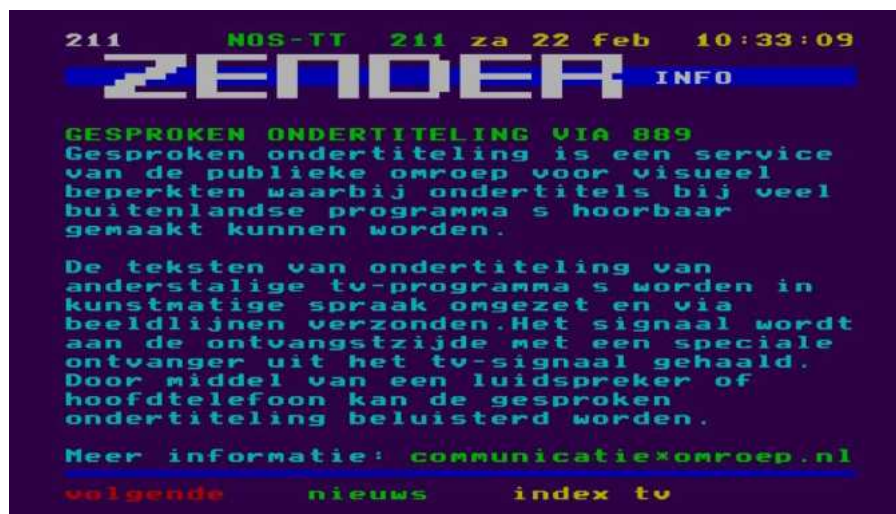 211 NOS-TT 211 za 22 feb 10:33:09
ZENDER INFO
GESPROKEN ONDERTITELING VIA 889
Gesproken ondertiteling is een service
van de publieke omroep voor visueel
beperkten waarbij ondertitels bij veel
buitenlandse programma s hoorbaar
gemaakt kunnen worden.
De teksten van ondertiteling van
anderstalige tv-programma s worden in
kunstmatige spraak omgezet en via
beeldlijnen verzonden.Het signaal wordt
aan de ontvangstzijde met een speciale
ontvanger uit het tv-signaal gehaald.
Door middel van een luidspreker of
hoofdtelefoon kan de gesproken
ondertiteling beluisterd worden.
Meer informatie: communicatie*omroep.nl
volgende nieuws index tv